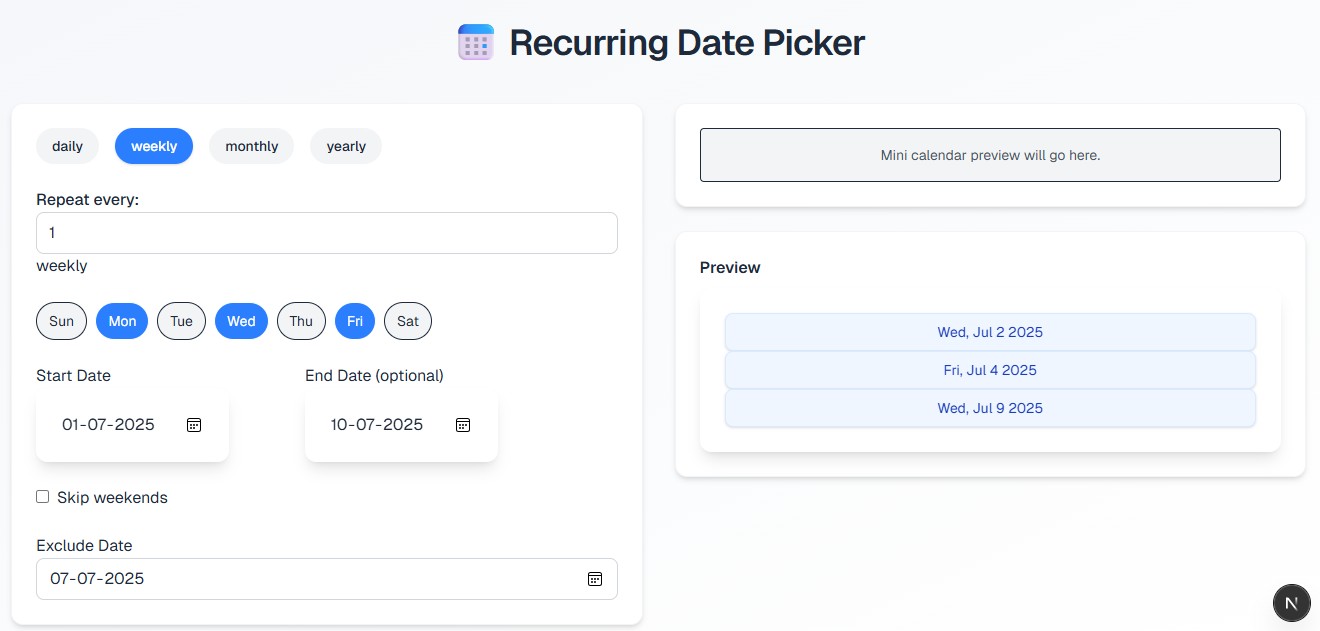 Recurring Date Picker
daily weekly monthly yearly
Repeat every:
1
weekly
Sun Mon Tue Wed Thu Fri Sat
Start Date End Date (optional)
01-07-2025 10-07-2025
Skip weekends
Exclude Date
07-07-2025
Mini calendar preview will go here.
Preview
Wed, Jul 2 2025
Fri, Jul 4 2025
Wed, Jul 9 2025
N